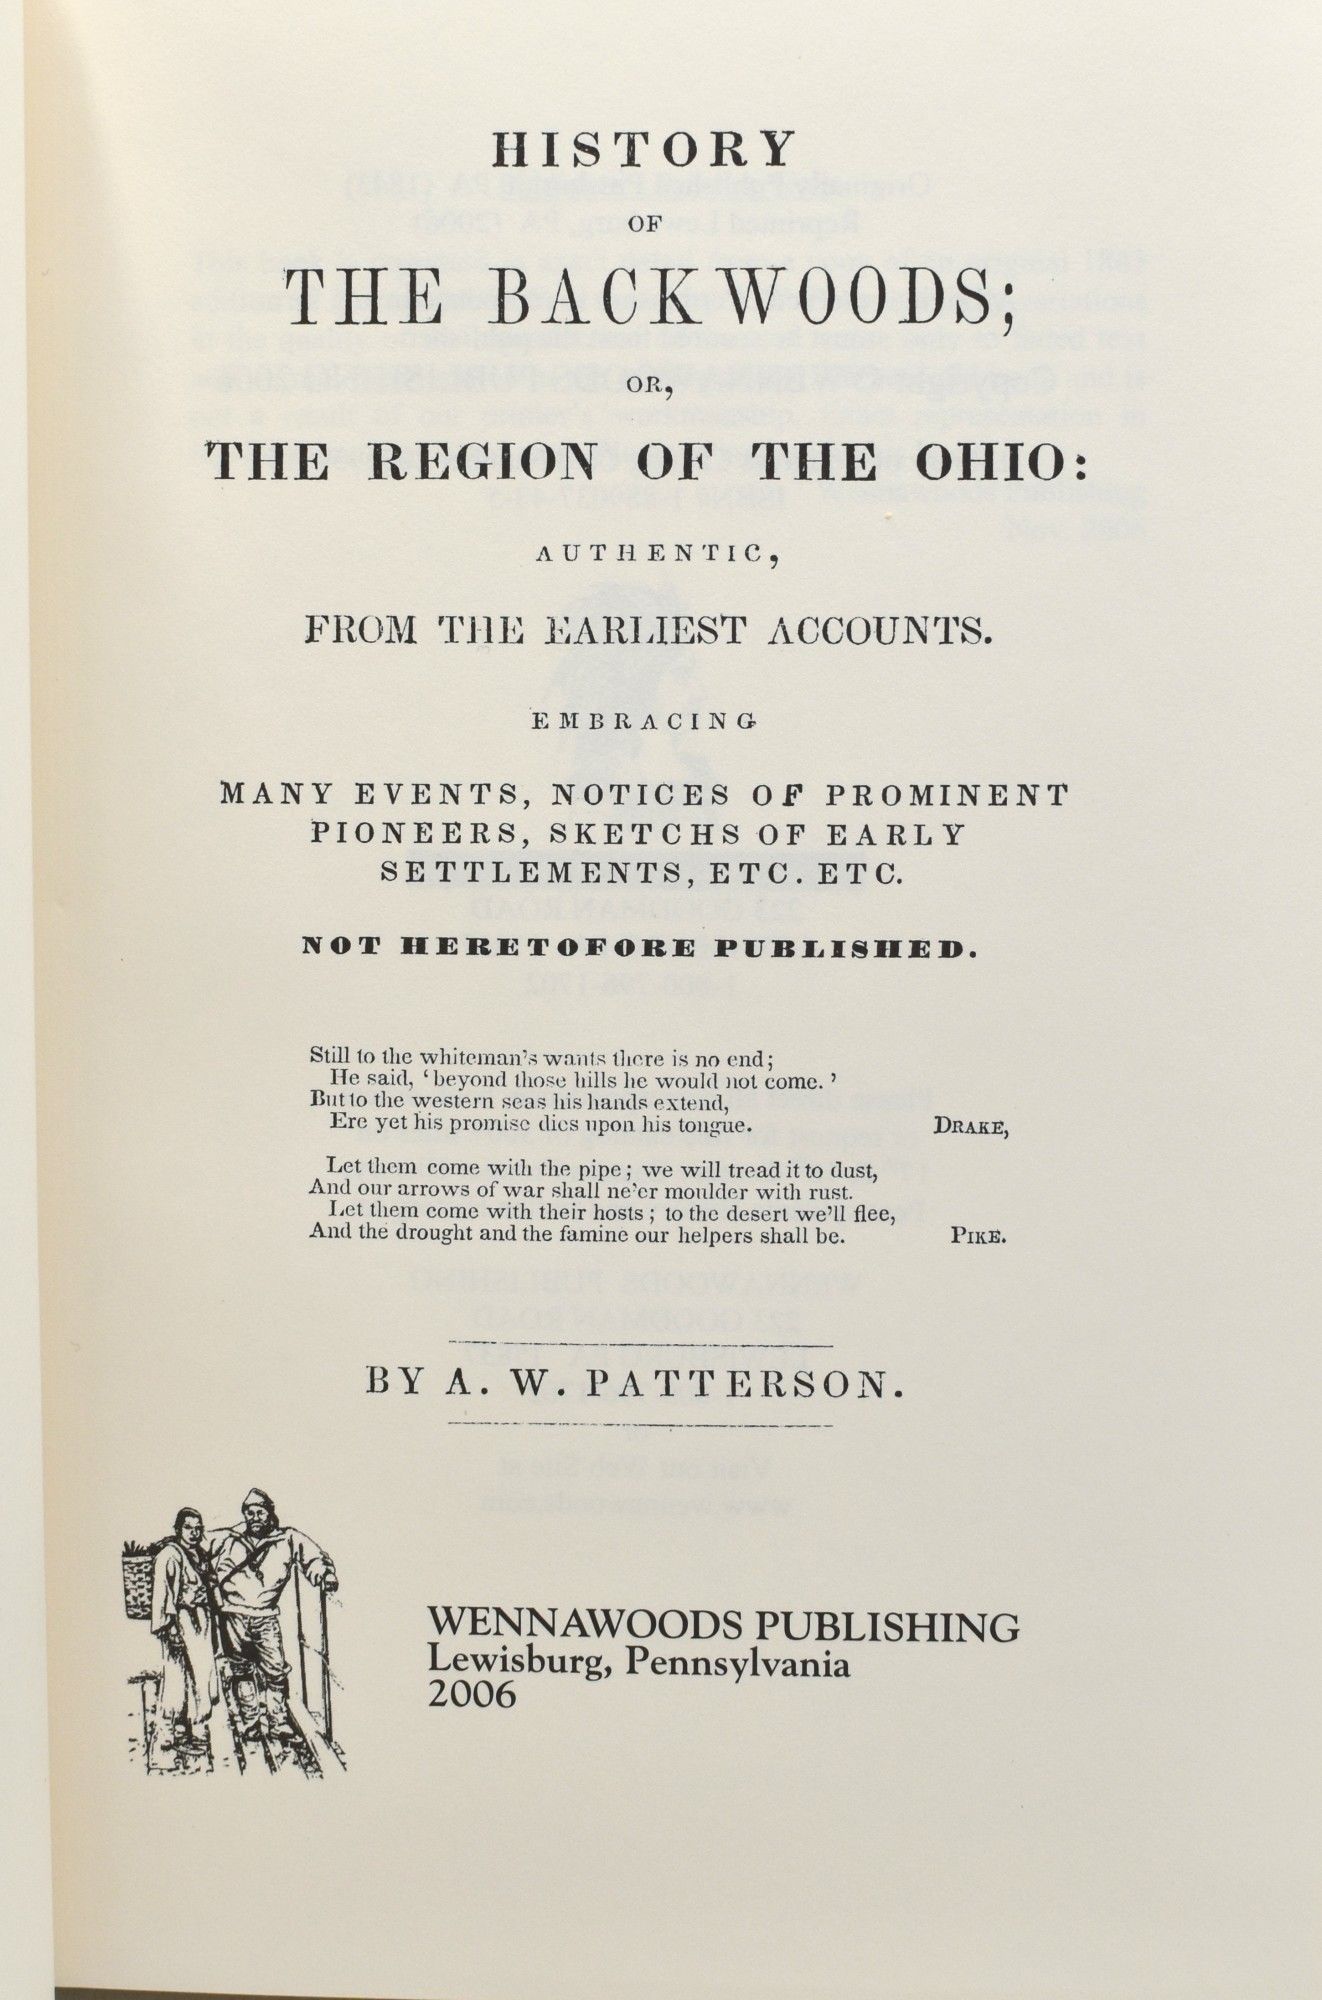 HISTORY
OF
THE BACKWOODS;
OR,
THE REGION OF THE OHIO:
AUTHENTIC,
FROM THE EARLIEST ACCOUNTS.
EMBRACING
MANY EVENTS, NOTICES OF PROMINENT
PIONEERS, SKETCHS OF EARLY
SETTLEMENTS, ETC. ETC.
NOT HERETOFORE PUBLISHED.
Still to the whiteman's wants there is no end;
He said, 'beyond those hills he would not come.'
But to the western seas his hands extend,
Ere yet his promise dies upon his tongue. DRAKE,
Let them come with the pipe; we will tread it to dust,
And our arrows of war shall ne'er moulder with rust.
Let them come with their hosts; to the desert we'll flee,
And the drought and the famine our helpers shall be. PIKE.
BY A. W. PATTERSON.
WENNAWOODS PUBLISHING
Lewisburg, Pennsylvania
2006